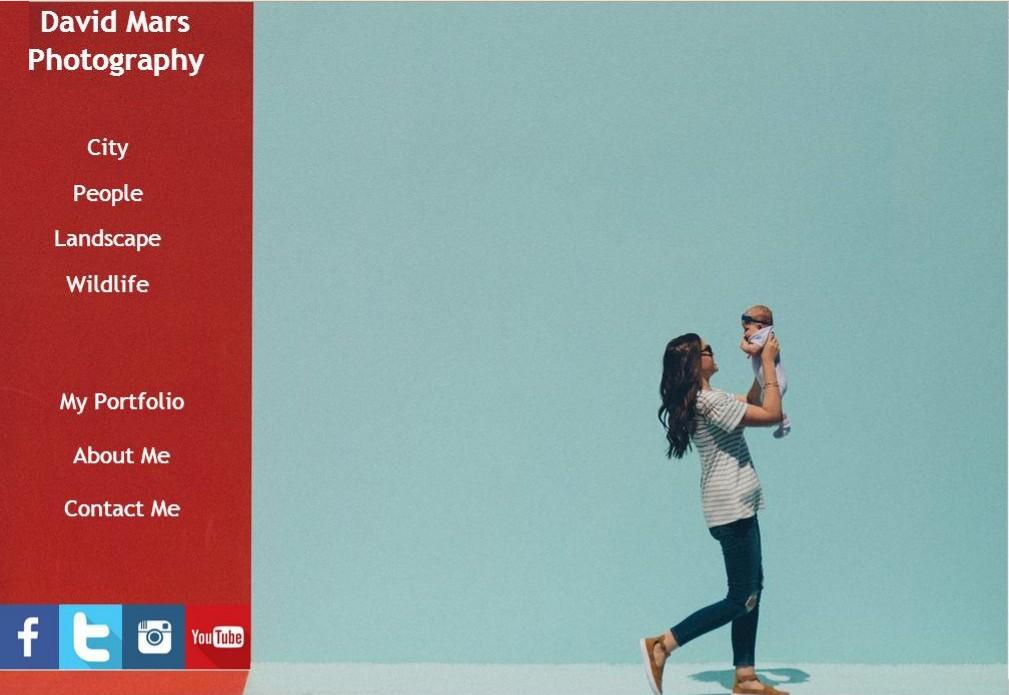 David Mars
Photography
City
People
Landscape
Wildlife
My Portfolio
About Me
Contact Me
YouTube